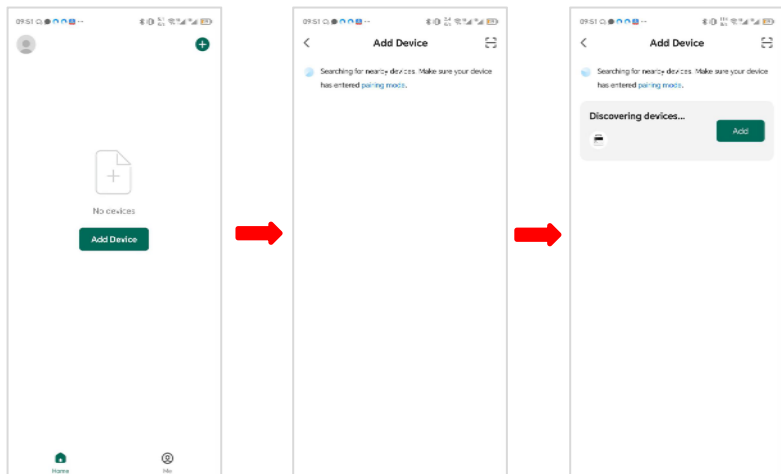 09:51
No devices
Add Device
Home
Me
09:51
Add Device
Searching for nearby devices. Make sure your device
has entered pairing mode.
09:51
Add Device
Searching for nearby devices. Make sure your device
has entered pairing mode.
Discovering devices...
Add